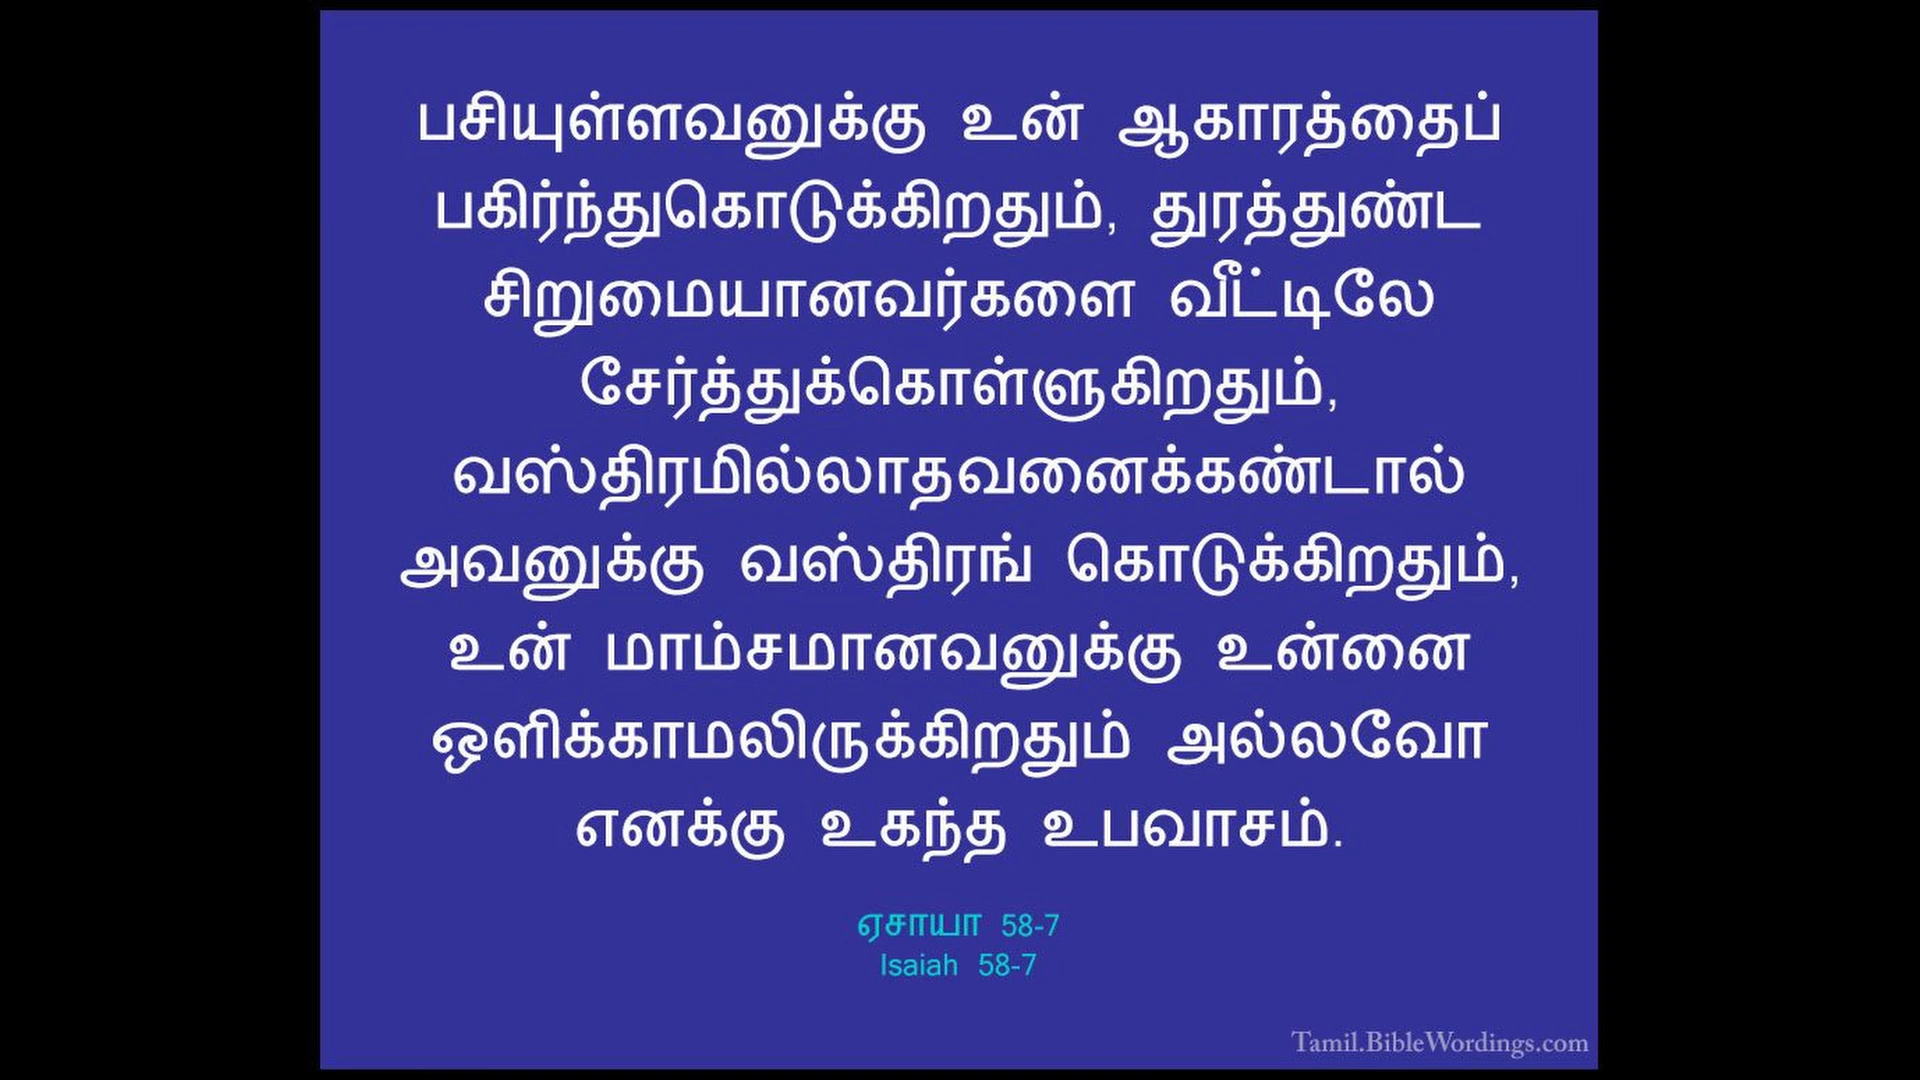 பசியுள்ளவனுக்கு உன் ஆகாரத்தைப்
பகிர்ந்துகொடுக்கிறதும், துரத்துண்ட
சிறுமையானவர்களை வீட்டிலே
சேர்த்துக்கொள்ளுகிறதும்,
வஸ்திரமில்லாதவனைக்கண்டால்
அவனுக்கு வஸ்திரங் கொடுக்கிறதும்,
உன் மாம்சமானவனுக்கு உன்னை
ஒளிக்காமலிருக்கிறதும் அல்லவோ
எனக்கு உகந்த உபவாசம்.
ஏசாயா 58-7
Isaiah 58-7
Tamil.BibleWordings.com